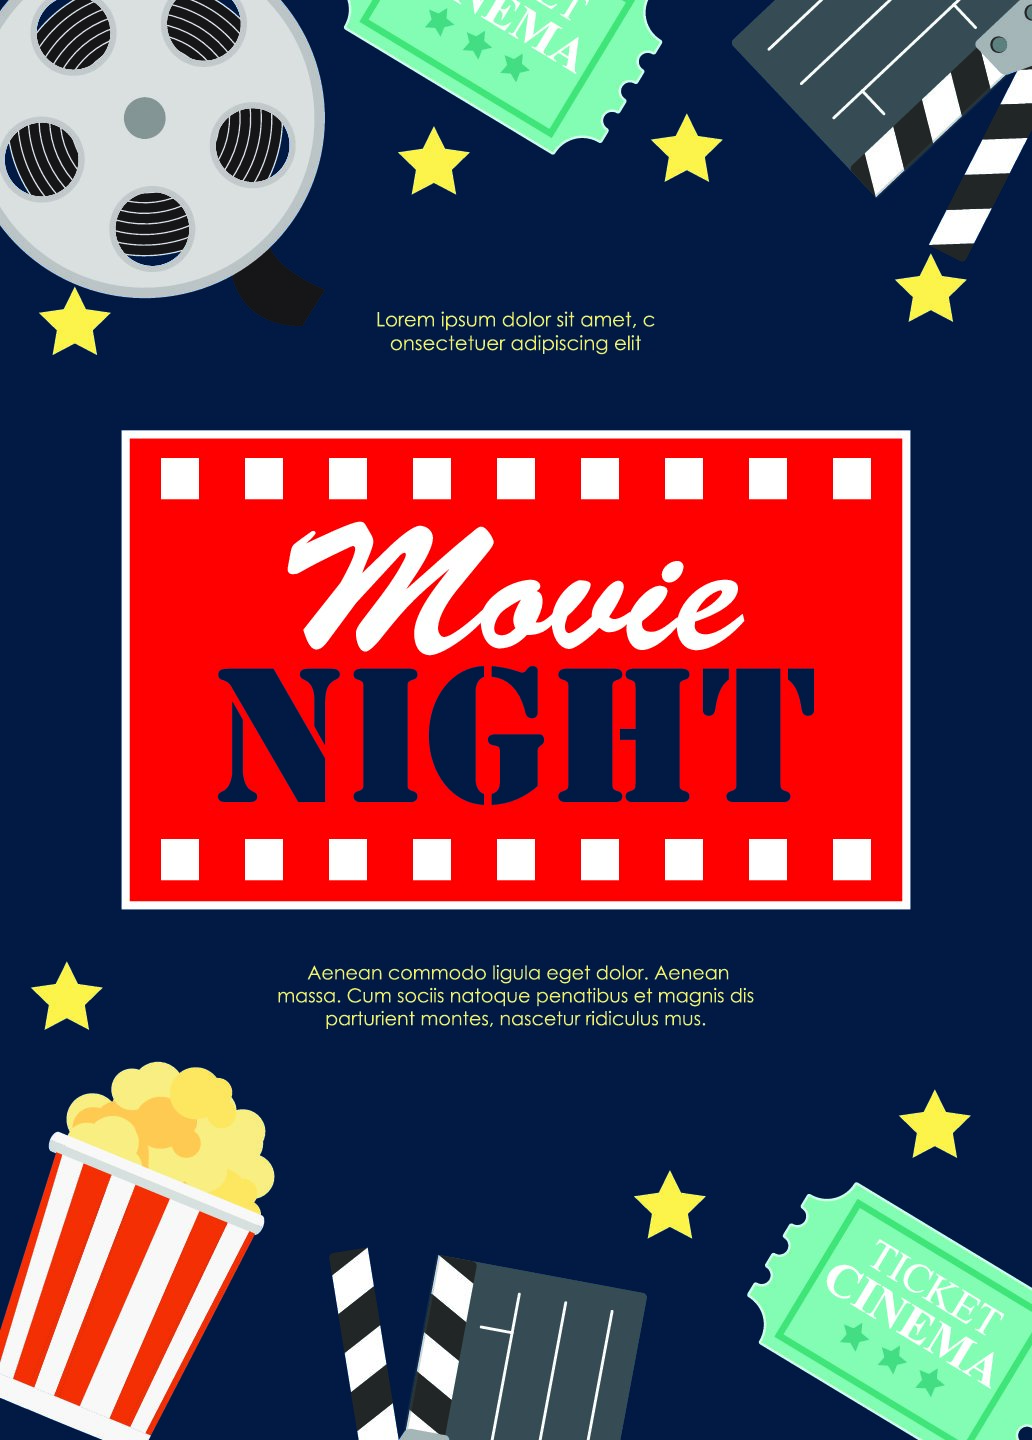 CINEMA
Lorem ipsum dolor sit amet, c
onsectetuer adipiscing elit
Movie
NIGHT
Aenean commodo ligula eget dolor. Aenean
massa. Cum sociis natoque penatibus et magnis dis
parturient montes, nascetur ridiculus mus.
TICKET
CINEMA